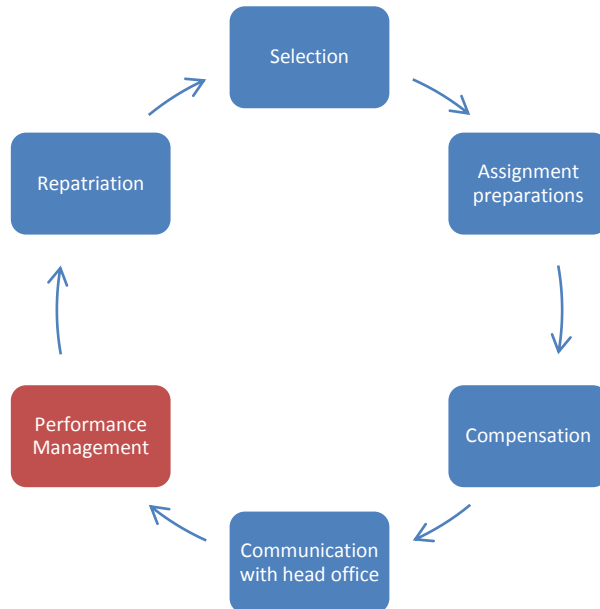 Selection
Assignment
preparations
Compensation
Communication
with head office
Performance
Management
Repatriation